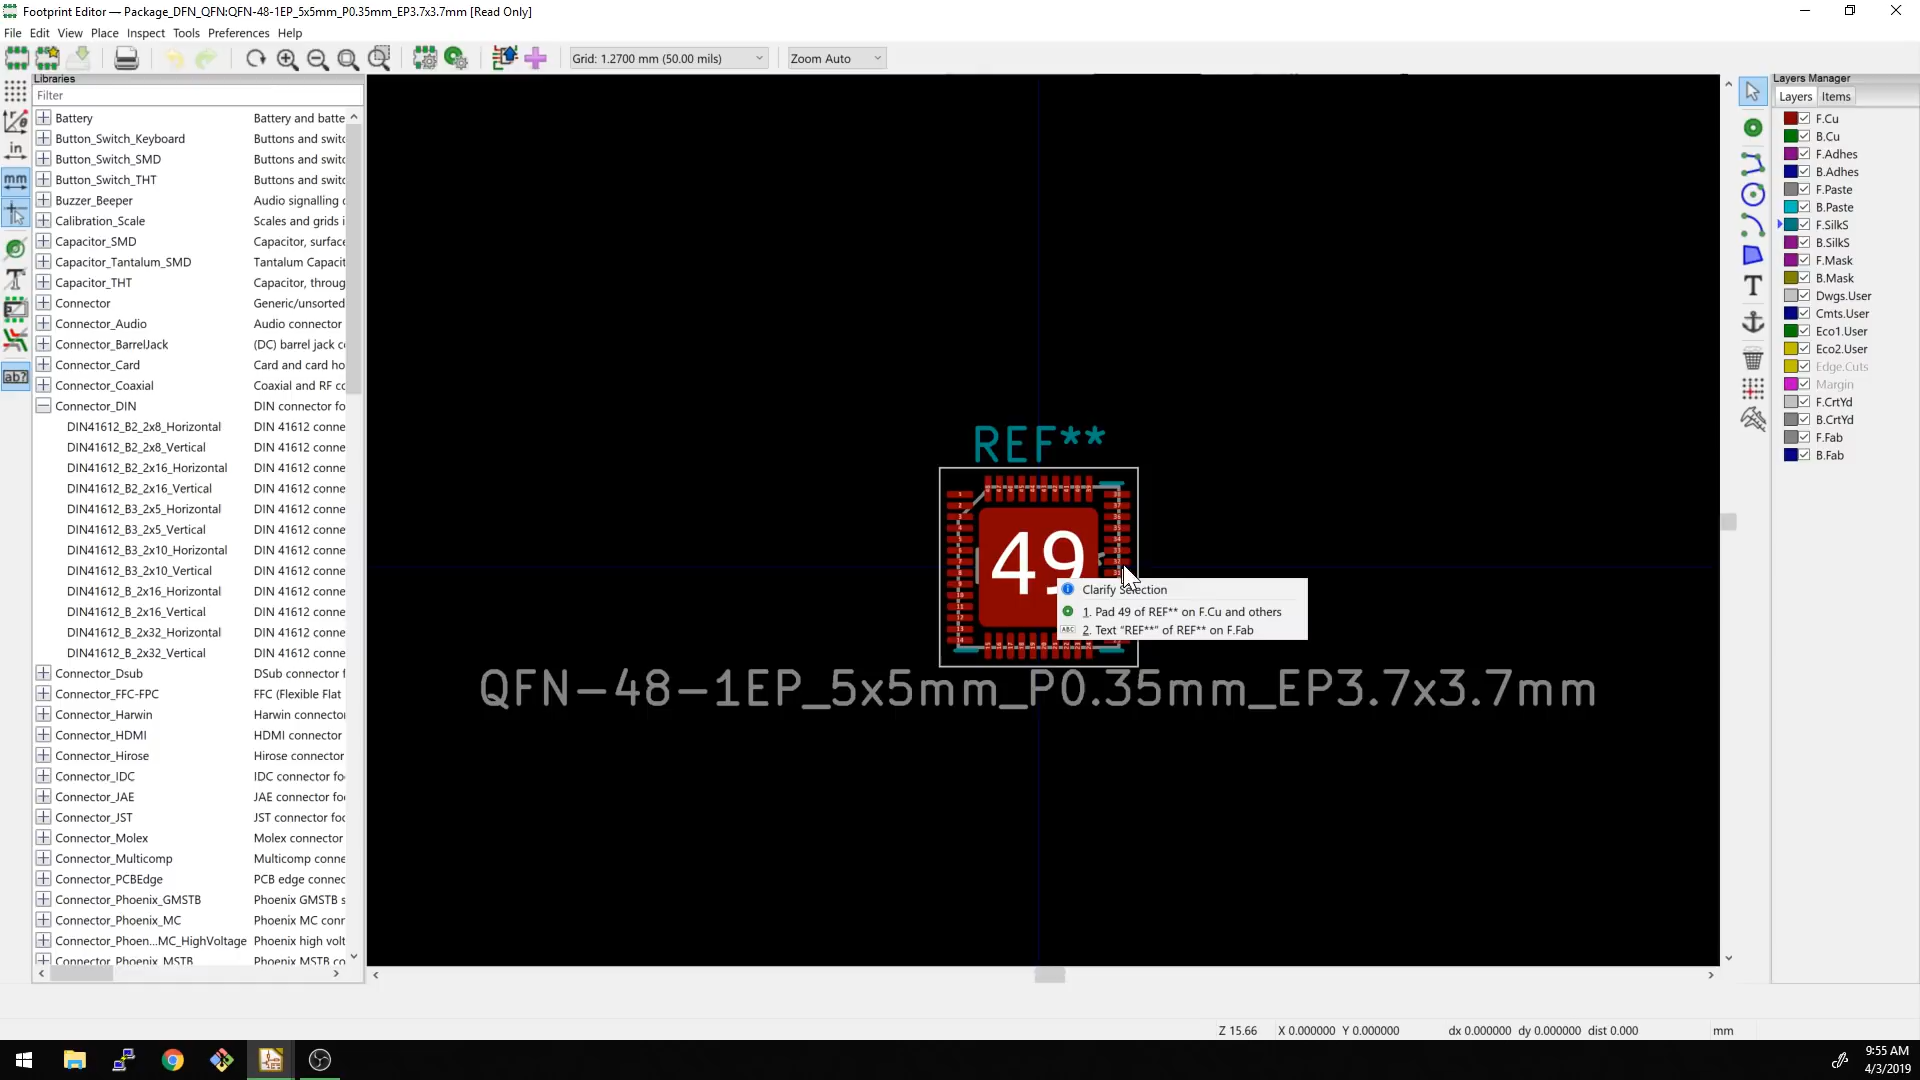 Footprint Editor — Package_DFN_QFN:QFN-48-1EP_5x5mm_P0.35mm_EP3.7x3.7mm [Read Only]
File Edit View Place Inspect Tools Preferences Help
Grid: 1.2700 mm (50.00 mils)
Zoom Auto
Libraries
Filter
Battery Battery and batte
Button_Switch_Keyboard Buttons and switc
Button_Switch_SMD Buttons and switc
Button_Switch_THT Buttons and switc
Buzzer_Beeper Audio signalling c
Calibration_Scale Scales and grids i
Capacitor_SMD Capacitor, surface
Capacitor_Tantalum_SMD Tantalum Capacit
Capacitor_THT Capacitor, throug
Connector Generic/unsorted
Connector_Audio Audio connector
Connector_BarrelJack (DC) barrel jack co
Connector_Card Card and card ho
Connector_Coaxial Coaxial and RF cc
Connector_DIN DIN connector fo
DIN41612_B2_2x8_Horizontal DIN 41612 conne
DIN41612_B2_2x8_Vertical DIN 41612 conne
DIN41612_B2_2x16_Horizontal DIN 41612 conne
DIN41612_B2_2x16_Vertical DIN 41612 conne
DIN41612_B3_2x5_Horizontal DIN 41612 conne
DIN41612_B3_2x5_Vertical DIN 41612 conne
DIN41612_B3_2x10_Horizontal DIN 41612 conne
DIN41612_B3_2x10_Vertical DIN 41612 conne
DIN41612_B_2x16_Horizontal DIN 41612 conne
DIN41612_B_2x16_Vertical DIN 41612 conne
DIN41612_B_2x32_Horizontal DIN 41612 conne
DIN41612_B_2x32_Vertical DIN 41612 conne
Connector_Dsub DSub connector f
Connector_FFC-FPC FFC (Flexible Flat
Connector_Harwin Harwin connector
Connector_HDMI HDMI connector
Connector_Hirose Hirose connector
Connector_IDC IDC connector fo
Connector_JAE JAE connector foo
Connector_JST JST connector foo
Connector_Molex Molex connector
Connector_Multicomp Multicomp conne
Connector_PCBEdge PCB edge connec
Connector_Phoenix_GMSTB Phoenix GMSTB s
Connector_Phoenix_MC Phoenix MC conn
Connector_Phoen...MC_HighVoltage Phoenix high volt
Connector_Phoenix_MSTB Phoenix MSTB co
in
mm
ab?
REF**
49
Clarify Selection
1. Pad 49 of REF** on F.Cu and others
ABC 2. Text "REF**" of REF** on F.Fab
QFN-48-1EP_5x5mm_P0.35mm_EP3.7x3.7mm
Layers Manager
Layers Items
F.Cu
B.Cu
F.Adhes
B.Adhes
F.Paste
B.Paste
F.SilkS
B.SilkS
F.Mask
B.Mask
Dwgs.User
Cmts.User
Eco1.User
Eco2.User
Edge.Cuts
Margin
F.CrtYd
B.CrtYd
F.Fab
B.Fab
Z 15.66 X 0.000000 Y 0.000000 dx 0.000000 dy 0.000000 dist 0.000 mm
9:55 AM
4/3/2019